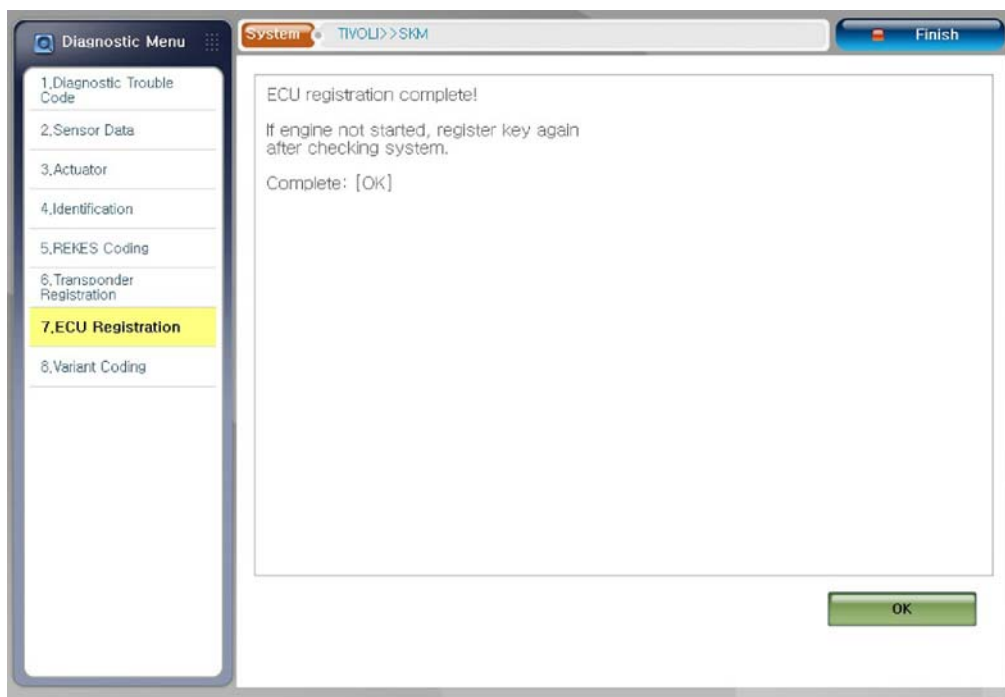 Diagnostic Menu
System
TIVOLI>>SKM
Finish
1.Diagnostic Trouble
Code
2.Sensor Data
3.Actuator
4.Identification
5.REKES Coding
6.Transponder
Registration
7.ECU Registration
8.Variant Coding
ECU registration complete!
If engine not started, register key again
after checking system.
Complete: [OK]
OK